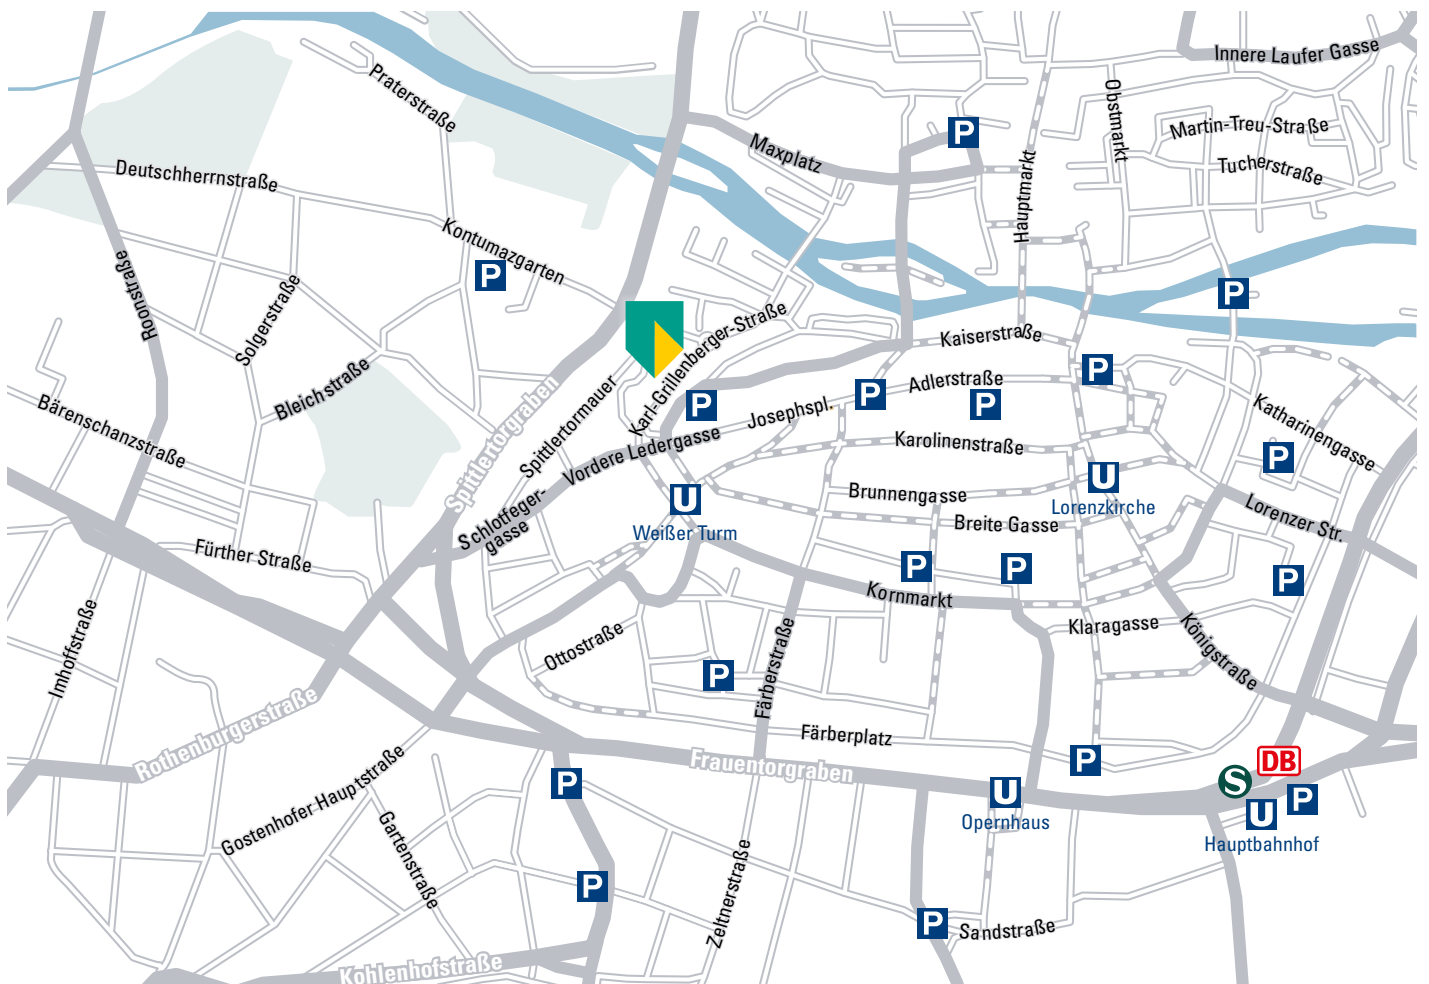 Innere Laufer Gasse
Praterstraße
Obstmarkt
Martin-Treu-Straße
P
Maxplatz
Tucherstraße
Deutschherrnstraße
Hauptmarkt
Kontumazgarten
P
Roonstraße
Solgerstraße
P
Karl-Grillenberger-Straße
Kaiserstraße
Bleichstraße
P
Adlerstraße
P
P
P
Josephspl.
Spittlertormauer
Spittlertorgraben
Bärenschanzstraße
Katharinengasse
Karolinenstraße
Vordere Ledergasse
P
U
Lorenzkirche
Brunnengasse
U
Weißer Turm
Schlotfeger-
gasse
Breite Gasse
Lorenzer Str.
Fürther Straße
P
P
P
Kornmarkt
Imhoffstraße
Ottostraße
Färberstraße
Klaragasse
Königstraße
P
Rothenburgerstraße
Färberplatz
Frauentorgraben
P
DB
S
P
U
Hauptbahnhof
P
U
Opernhaus
Gostenhofer Hauptstraße
Gartenstraße
P
Zeltnerstraße
P
Sandstraße
Kohlenhofstraße